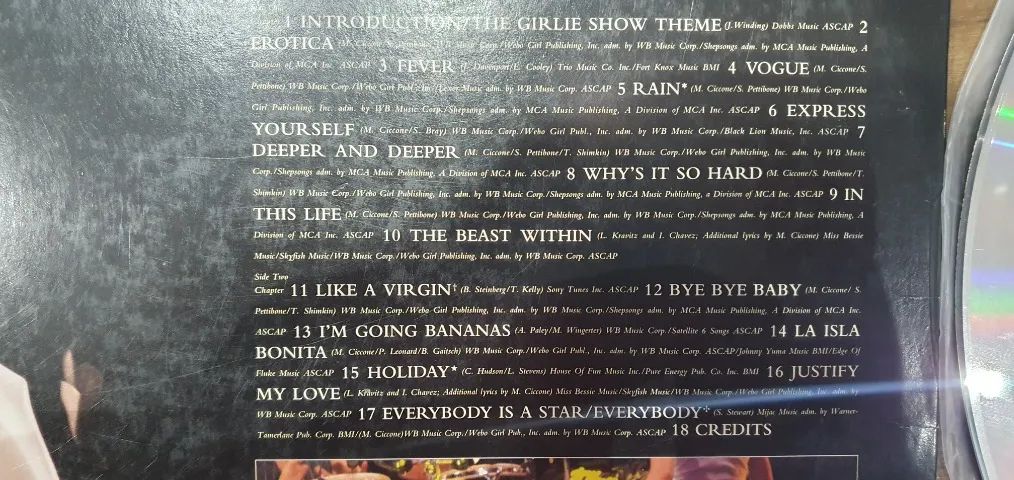 1 INTRODUCTION/THE GIRLIE SHOW THEME (J.Winding) Dobbs Music ASCAP 2
EROTICA (M. Ciccone/S. Pettibone) WB Music Corp./Webo Girl Publishing, Inc. adm. by WB Music Corp./Shepsongs adm. by MCA Music Publishing, A
Division of MCA Inc. ASCAP 3 FEVER (J. Davenport/E. Cooley) Trio Music Co. Inc./Fort Knox Music BMI 4 VOGUE (M. Ciccone/S.
Pettibone) WB Music Corp./Webo Girl Publ., Inc./Lexor Music adm. by WB Corp. ASCAP 5 RAIN* (M. Ciccone/S. Pettibone) WB Music Corp./Webo
Girl Publishing, Inc. adm. by WB Music Corp./Shepsongs adm. by MCA Music Publishing, A Division of MCA Inc. ASCAP 6 EXPRESS
YOURSELF (M. Ciccone/S. Bray) WB Music Corp./Webo Girl Publ., Inc. adm. by WB Music Corp./Black Lion Music, Inc. ASCAP 7
DEEPER AND DEEPER (M. Ciccone/S. Pettibone/T. Shimkin) WB Music Corp./Webo Girl Publishing, Inc. adm. by WB Music
Corp./Shepsongs adm. by MCA Music Publishing, A Division of MCA Inc. ASCAP 8 WHY'S IT SO HARD (M. Ciccone/S. Pettibone/T.
Shimkin) WB Music Corp./Webo Girl Publishing, Inc. adm. by WB Music Corp./Shepsongs adm. by MCA Music Publishing, a Division of MCA Inc. ASCAP 9 IN
THIS LIFE (M. Ciccone/S. Pettibone) WB Music Corp./Webo Girl Publishing, Inc. adm. by WB Music Corp./Shepsongs adm. by MCA Music Publishing, A
Division of MCA Inc. ASCAP 10 THE BEAST WITHIN (L. Kravitz and I. Chavez; Additional lyrics by M. Ciccone) Miss Bessie
Music/Skyfish Music/WB Music Corp./Webo Girl Publishing, Inc. adm. by WB Music Corp. ASCAP
Side Two
Chapter 11 LIKE A VIRGIN† (B. Steinberg/T. Kelly) Sony Tunes Inc. ASCAP 12 BYE BYE BABY (M. Ciccone/ S.
Pettibone/T. Shimkin) WB Music Corp./Webo Girl Publishing, Inc. adm. by WB Music Corp./Shepsongs adm. by MCA Music Publishing, A Division of MCA Inc.
ASCAP 13 I'M GOING BANANAS (A. Paley/M. Wingerter) WB Music Corp./Satellite 6 Songs ASCAP 14 LA ISLA
BONITA (M. Ciccone/P. Leonard/B. Gaitsch) WB Music Corp./Webo Girl Publ., Inc. adm. by WB Music Corp. ASCAP/Johnny Yuma Music BMI/Edge Of
Fluke Music ASCAP 15 HOLIDAY★ (C. Hudson/L. Stevens) House Of Fun Music Inc./Pure Energy Pub. Co. Inc. BMI 16 JUSTIFY
MY LOVE (L. Kravitz and I. Chavez; Additional lyrics by M. Ciccone) Miss Bessie Music/Skyfish Music/WB Music Corp./Webo Girl Publishing, Inc. adm. by
WB Music Corp. ASCAP 17 EVERYBODY IS A STAR/EVERYBODY‡ (S. Stewart) Mijac Music adm. by Warner-
Tamerlane Pub. Corp. BMI/(M. Ciccone)WB Music Corp./Webo Girl Pub., Inc. adm. by WB Music Corp. ASCAP 18 CREDITS